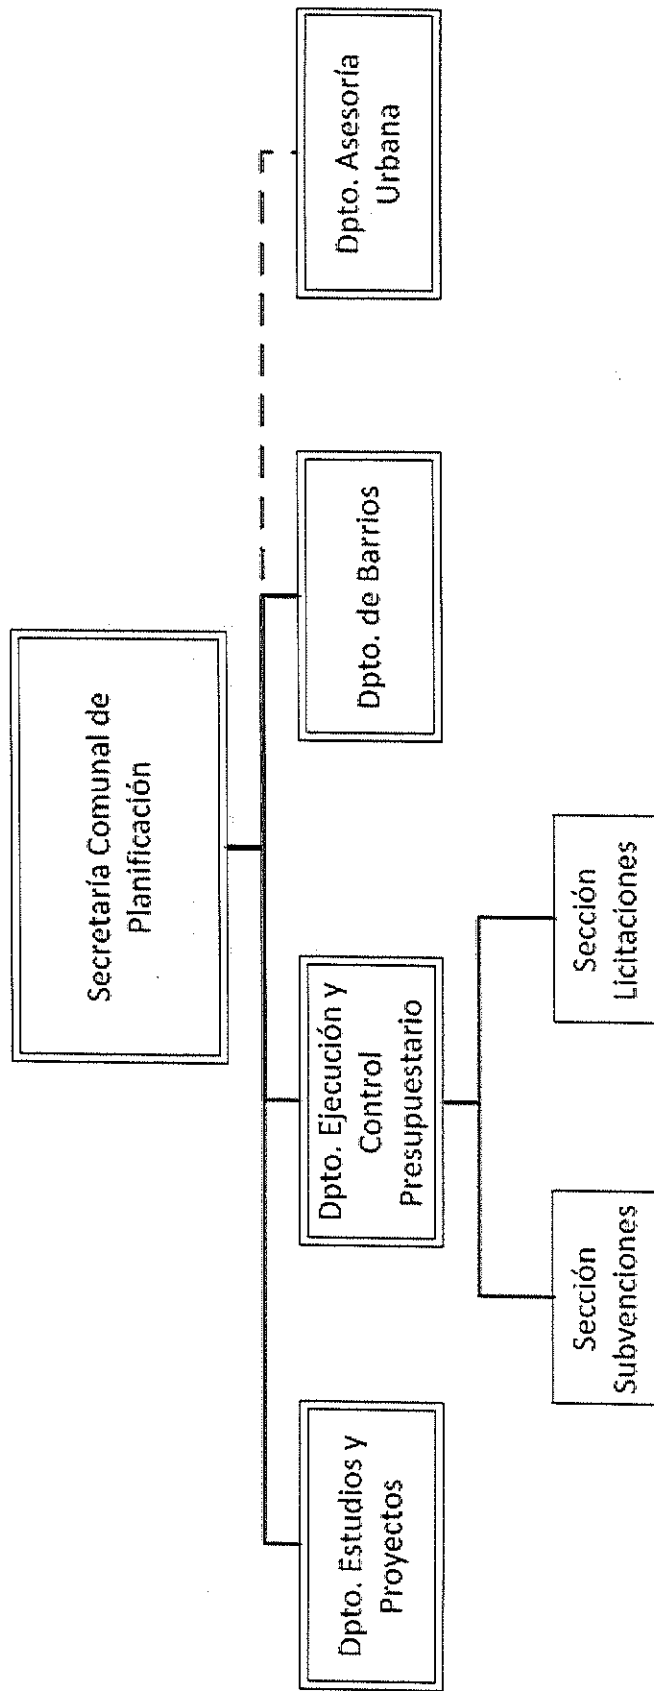 Secretaría Comunal de
Planificación
Dpto. Estudios y
Proyectos
Dpto. Ejecución y
Control
Presupuestario
Dpto. de Barrios
Dpto. Asesoría
Urbana
Sección
Subvenciones
Sección
Licitaciones